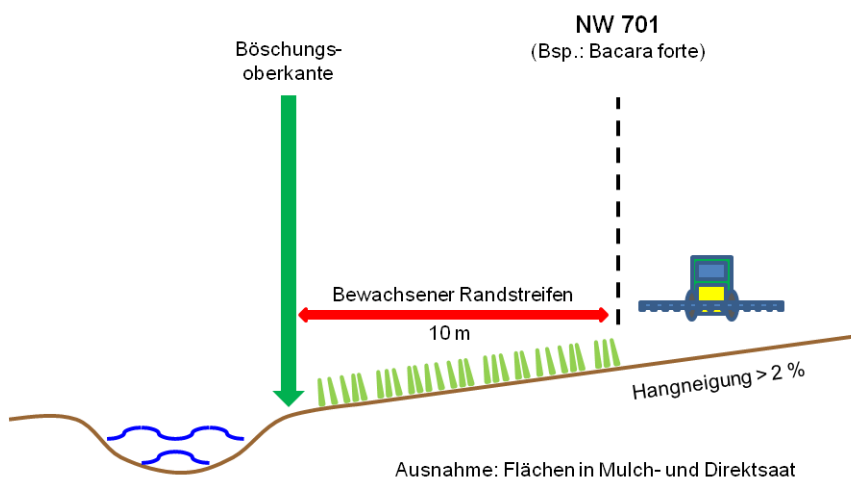 NW 701
(Bsp.: Bacara forte)
Böschungs-
oberkante
Bewachsener Randstreifen
10 m
Hangneigung > 2 %
Ausnahme: Flächen in Mulch- und Direktsaat